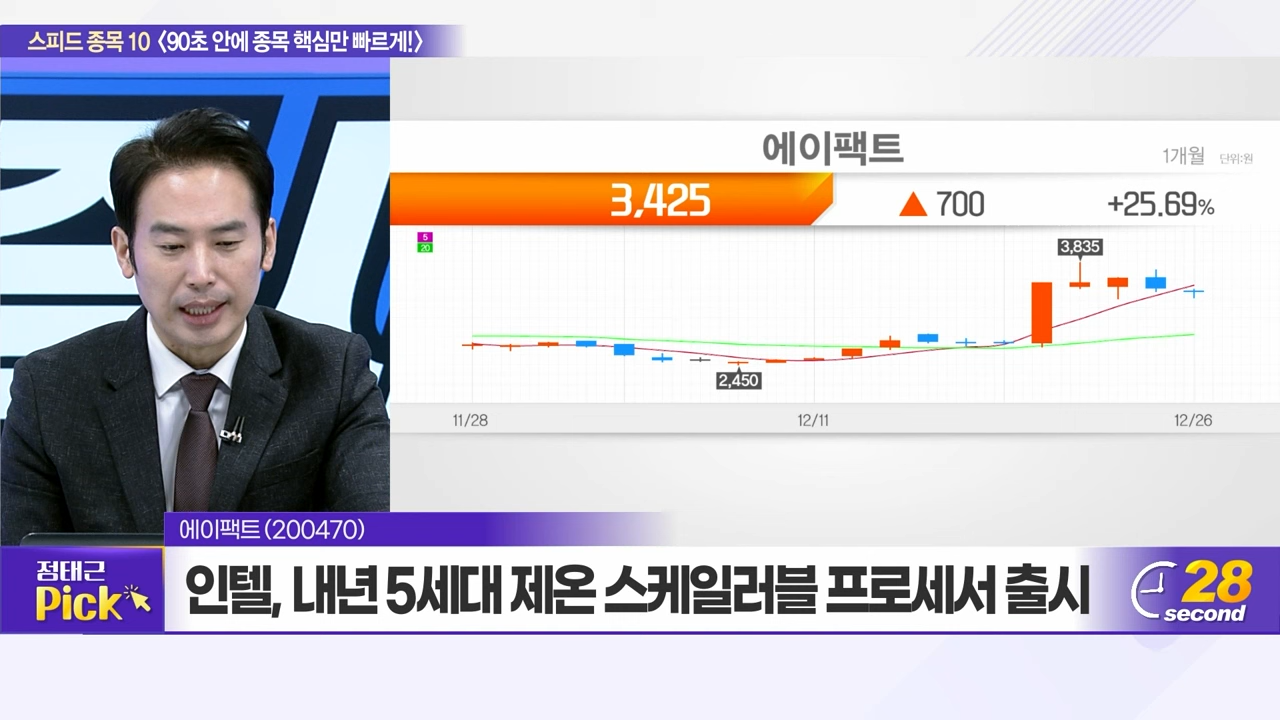 스피드 종목 10 〈90초 안에 종목 핵심만 빠르게!〉
에이팩트
1개월 단위:원
3,425 ▲ 700 +25.69%
5
20
3,835
2,450
11/28 12/11 12/26
에이팩트(200470)
점태근
Pick
인텔, 내년 5세대 제온 스케일러블 프로세서 출시
28
second